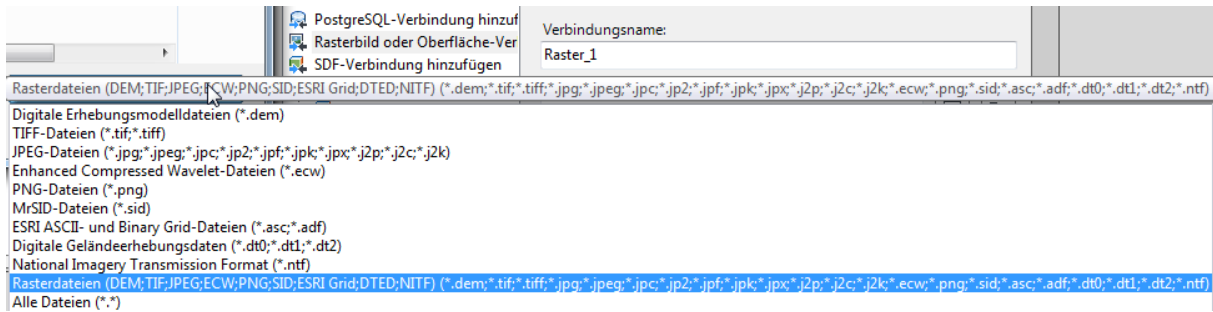 PostgreSQL-Verbindung hinzuf
Rasterbild oder Oberfläche-Ver
SDF-Verbindung hinzufügen
Verbindungsname:
Raster_1
Rasterdateien (DEM;TIF;JPEG;ECW;PNG;SID;ESRI Grid;DTED;NITF) (*.dem;*.tif;*.tiff;*.jpg;*.jpeg;*.jpc;*.jp2;*.jpf;*.jpk;*.jpx;*.j2p;*.j2c;*.j2k;*.ecw;*.png;*.sid;*.asc;*.adf;*.dt0;*.dt1;*.dt2;*.ntf)
Digitale Erhebungsmodelldateien (*.dem)
TIFF-Dateien (*.tif;*.tiff)
JPEG-Dateien (*.jpg;*.jpeg;*.jpc;*.jp2;*.jpf;*.jpk;*.jpx;*.j2p;*.j2c;*.j2k)
Enhanced Compressed Wavelet-Dateien (*.ecw)
PNG-Dateien (*.png)
MrSID-Dateien (*.sid)
ESRI ASCII- und Binary Grid-Dateien (*.asc;*.adf)
Digitale Geländeerhebungsdaten (*.dt0;*.dt1;*.dt2)
National Imagery Transmission Format (*.ntf)
Rasterdateien (DEM;TIF;JPEG;ECW;PNG;SID;ESRI Grid;DTED;NITF) (*.dem;*.tif;*.tiff;*.jpg;*.jpeg;*.jpc;*.jp2;*.jpf;*.jpk;*.jpx;*.j2p;*.j2c;*.j2k;*.ecw;*.png;*.sid;*.asc;*.adf;*.dt0;*.dt1;*.dt2;*.ntf)
Alle Dateien (*.*)